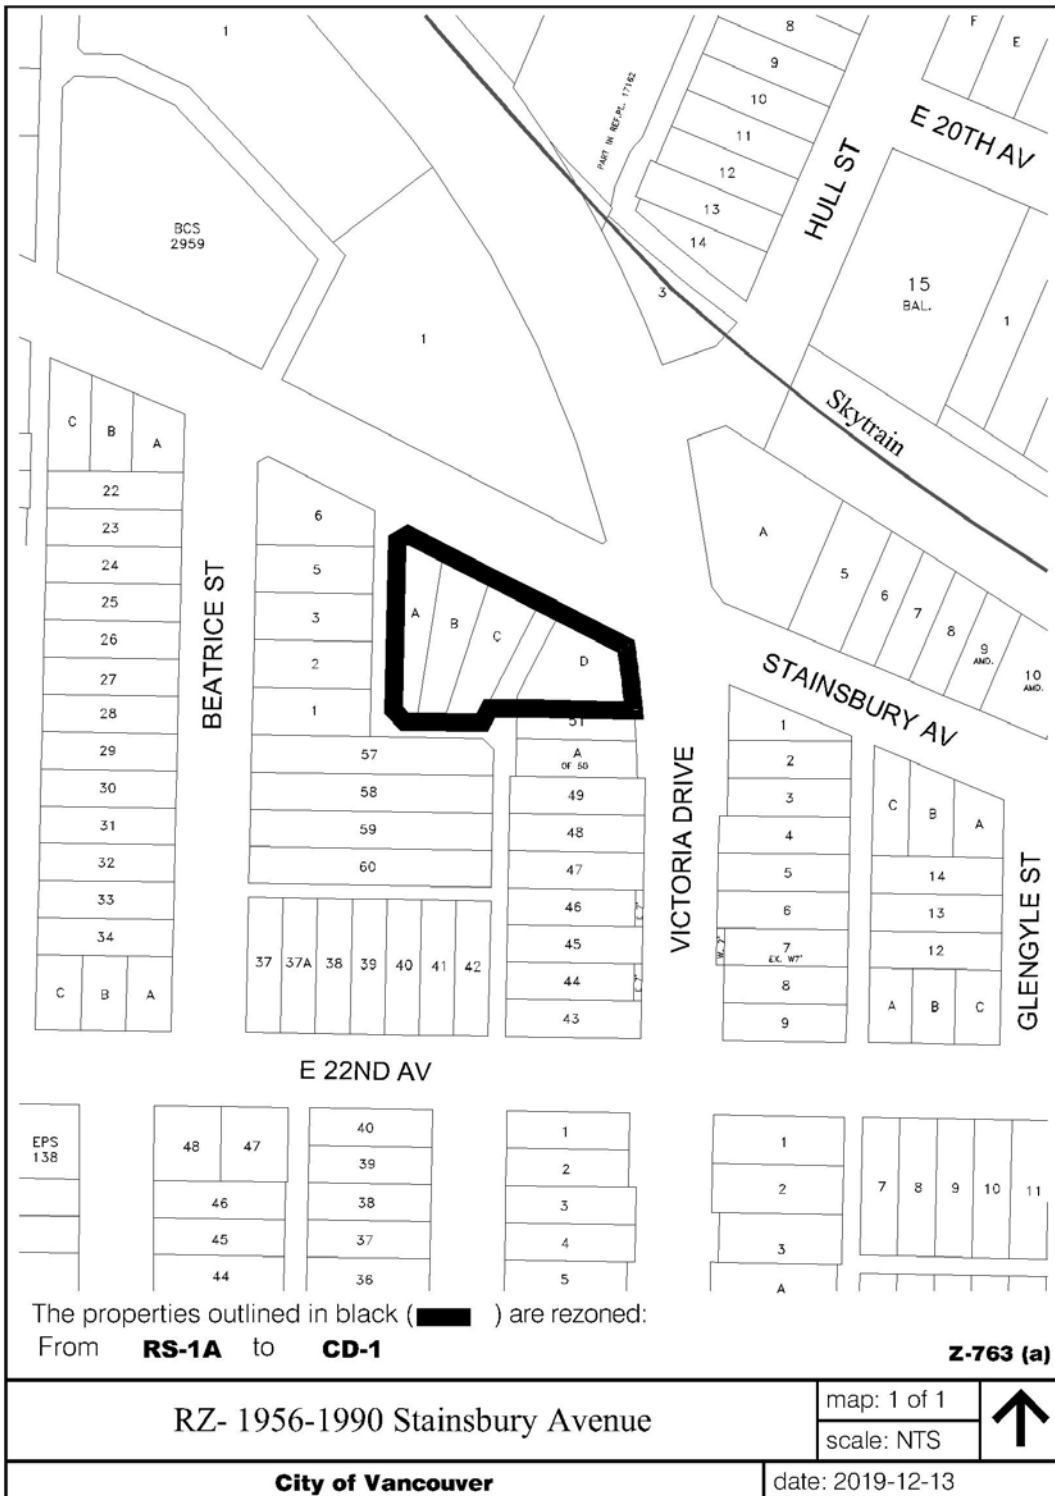 1
8
F
E
9
10
11
12
13
14
PART IN REF.PL. 17162
HULL ST
E 20TH AV
BCS
2959
15
BAL.
1
1
3
Skytrain
C
B
A
22
23
24
25
26
27
28
29
30
31
32
33
34
C
B
A
BEATRICE ST
6
5
3
2
1
A
B
C
D
A
5
6
7
8
9
AMD.
10
AMD.
STAINSBURY AV
57
58
59
60
37
37A
38
39
40
41
42
51
A
OF 50
49
48
47
46
45
44
43
VICTORIA DRIVE
1
2
3
4
5
6
W. 2'
7
EX. W7'
8
9
C
B
A
14
13
12
A
B
C
GLENGYLE ST
E 22ND AV
EPS
138
48
47
46
45
44
40
39
38
37
36
1
2
3
4
5
1
2
3
A
7
8
9
10
11
The properties outlined in black ( ) are rezoned:
From RS-1A to CD-1
Z-763 (a)
RZ- 1956-1990 Stainsbury Avenue
map: 1 of 1
scale: NTS
City of Vancouver
date: 2019-12-13